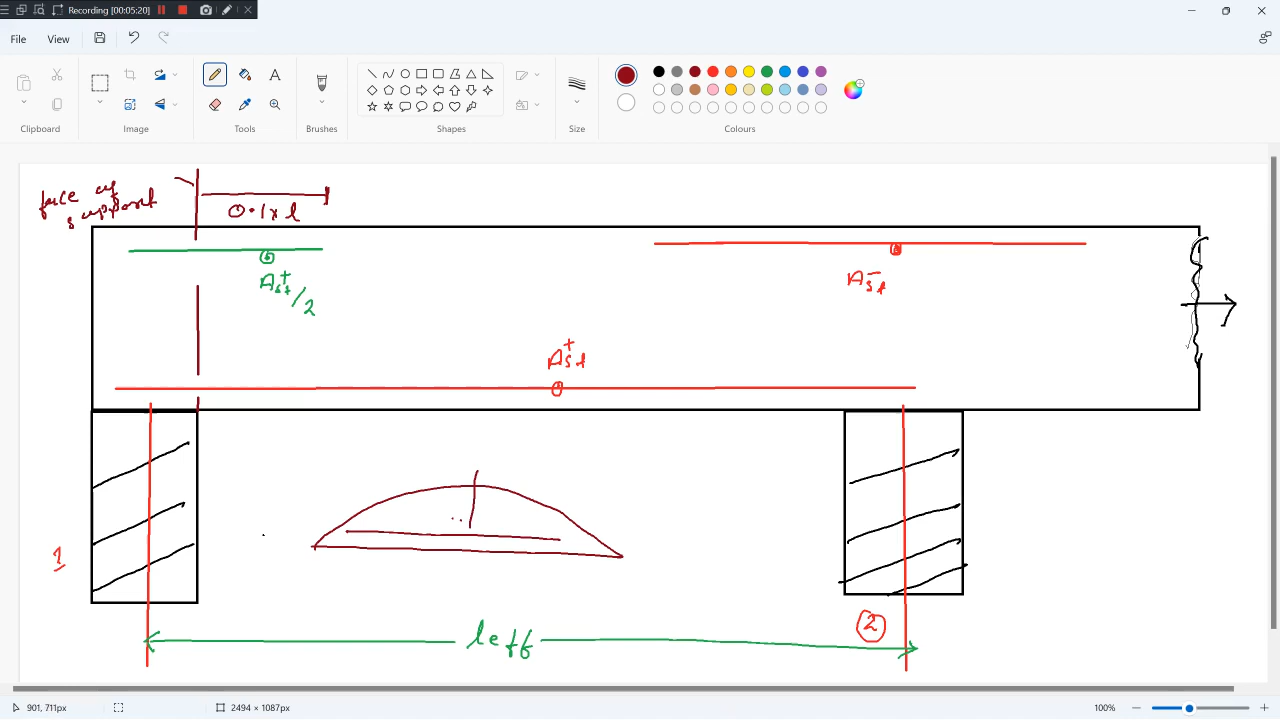 Recording [00:05:20]
File View
Clipboard Image Tools Brushes Shapes Size Colours
face of
support
0.1x l
Ast+/2
Ast-
Ast+
1
2
leff
901, 711px 2494 × 1087px 100%